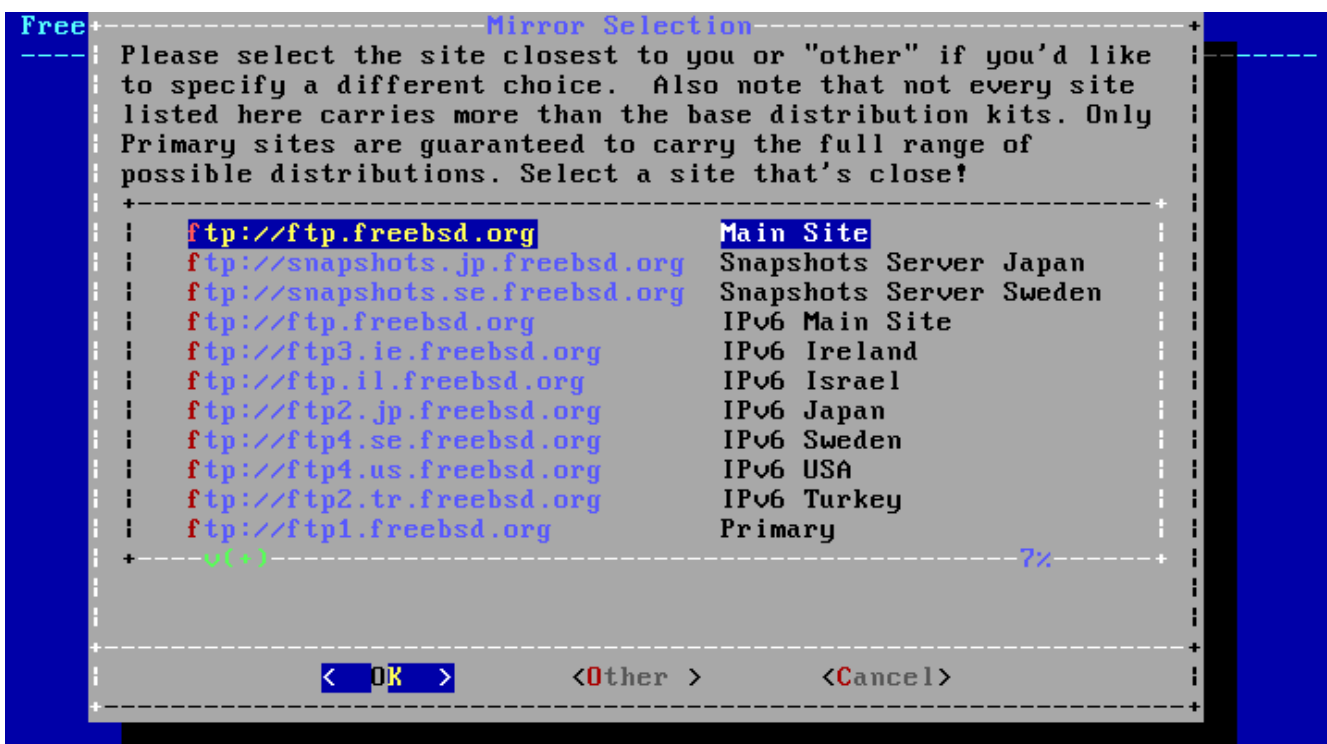 Free
Mirror Selection
Please select the site closest to you or "other" if you'd like
to specify a different choice.  Also note that not every site
listed here carries more than the base distribution kits. Only
Primary sites are guaranteed to carry the full range of
possible distributions. Select a site that's close!
ftp://ftp.freebsd.org Main Site
ftp://snapshots.jp.freebsd.org Snapshots Server Japan
ftp://snapshots.se.freebsd.org Snapshots Server Sweden
ftp://ftp.freebsd.org IPv6 Main Site
ftp://ftp3.ie.freebsd.org IPv6 Ireland
ftp://ftp.il.freebsd.org IPv6 Israel
ftp://ftp2.jp.freebsd.org IPv6 Japan
ftp://ftp4.se.freebsd.org IPv6 Sweden
ftp://ftp4.us.freebsd.org IPv6 USA
ftp://ftp2.tr.freebsd.org IPv6 Turkey
ftp://ftp1.freebsd.org Primary
v(+) 7%
<  OK  > <Other > <Cancel>